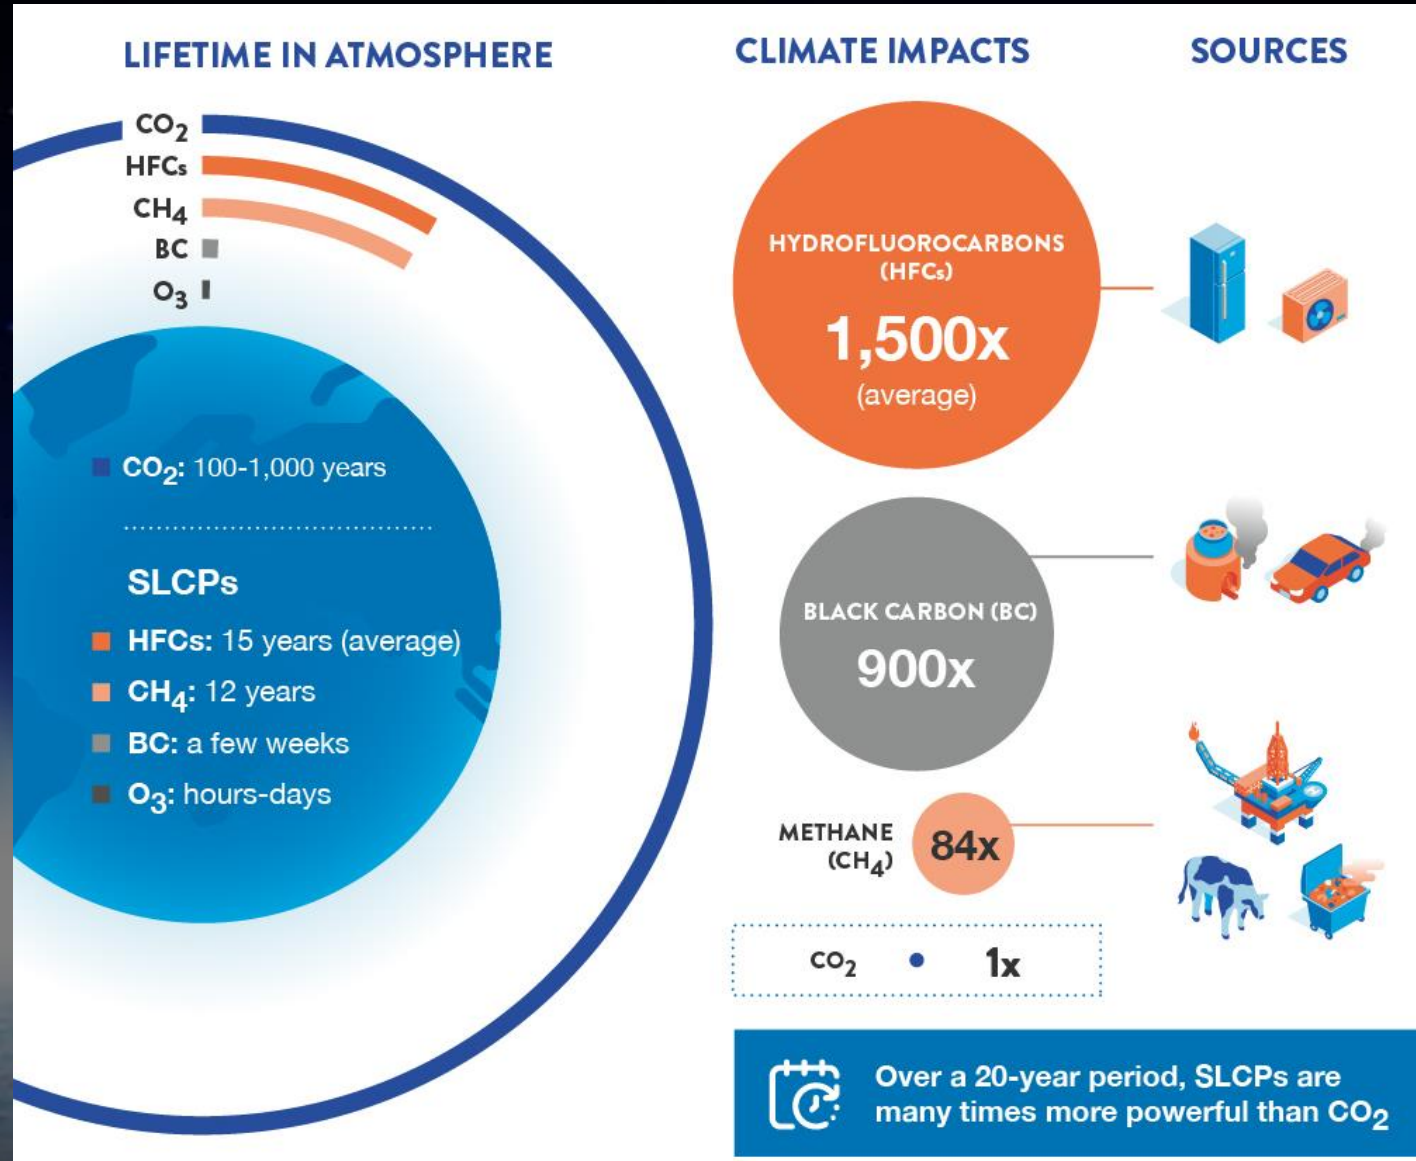 LIFETIME IN ATMOSPHERE
CO₂
HFCs
CH₄
BC
O₃
CO₂: 100-1,000 years
SLCPs
HFCs: 15 years (average)
CH₄: 12 years
BC: a few weeks
O₃: hours-days
CLIMATE IMPACTS
HYDROFLUOROCARBONS
(HFCs)
1,500x
(average)
BLACK CARBON (BC)
900x
METHANE
(CH₄)
84x
CO₂
1x
SOURCES
Over a 20-year period, SLCPs are
many times more powerful than CO₂